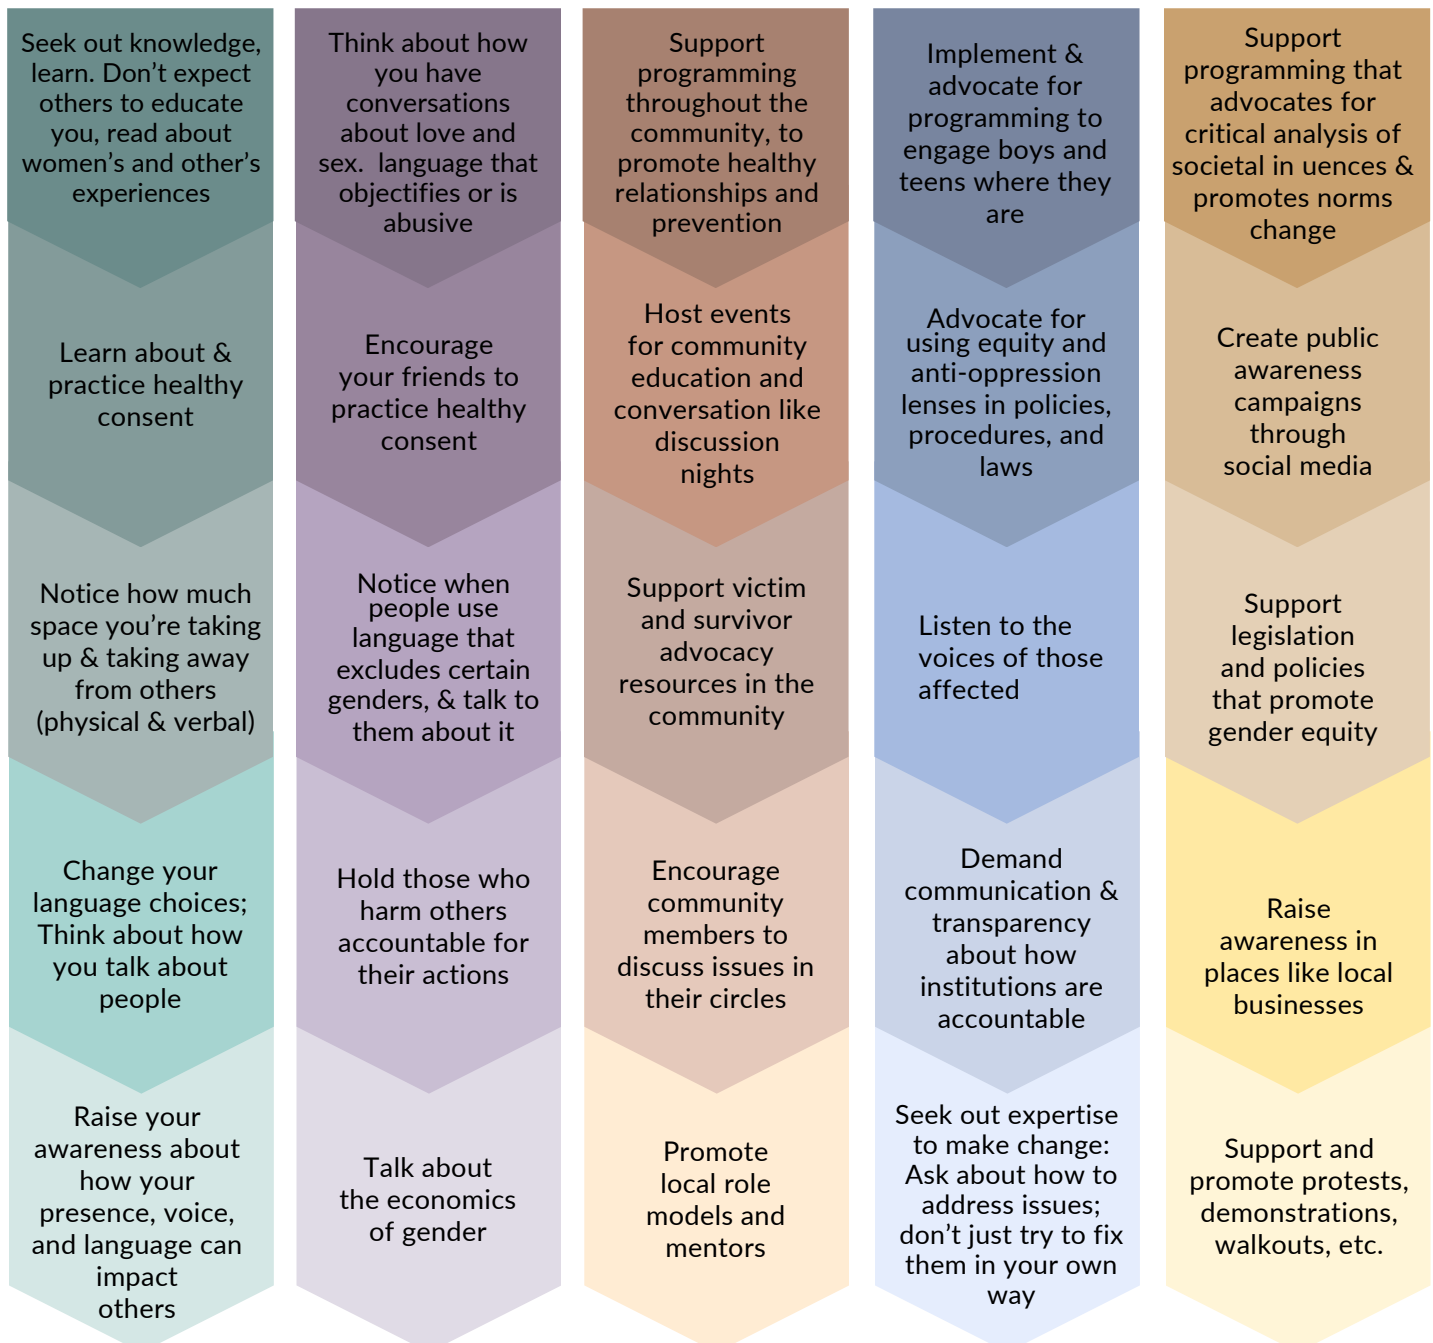 Seek out knowledge,
learn. Don't expect
others to educate
you, read about
women's and other's
experiences
Learn about &
practice healthy
consent
Notice how much
space you're taking
up & taking away
from others
(physical & verbal)
Change your
language choices;
Think about how
you talk about
people
Raise your
awareness about
how your
presence, voice,
and language can
impact
others
Think about how
you have
conversations
about love and
sex.  language that
objectifies or is
abusive
Encourage
your friends to
practice healthy
consent
Notice when
people use
language that
excludes certain
genders, & talk to
them about it
Hold those who
harm others
accountable for
their actions
Talk about
the economics
of gender
Support
programming
throughout the
community, to
promote healthy
relationships and
prevention
Host events
for community
education and
conversation like
discussion
nights
Support victim
and survivor
advocacy
resources in the
community
Encourage
community
members to
discuss issues in
their circles
Promote
local role
models and
mentors
Implement &
advocate for
programming to
engage boys and
teens where they
are
Advocate for
using equity and
anti-oppression
lenses in policies,
procedures, and
laws
Listen to the
voices of those
affected
Demand
communication &
transparency
about how
institutions are
accountable
Seek out expertise
to make change:
Ask about how to
address issues;
don't just try to fix
them in your own
way
Support
programming that
advocates for
critical analysis of
societal in uences &
promotes norms
change
Create public
awareness
campaigns
through
social media
Support
legislation
and policies
that promote
gender equity
Raise
awareness in
places like local
businesses
Support and
promote protests,
demonstrations,
walkouts, etc.